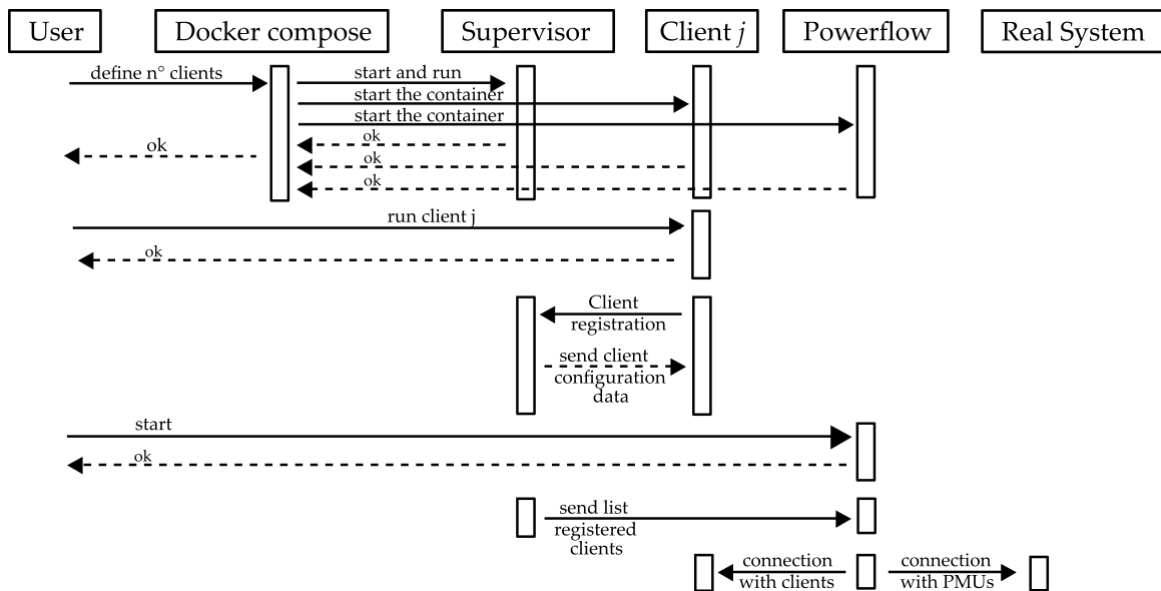 User
Docker compose
Supervisor
Client j
Powerflow
Real System
define n° clients
start and run
start the container
start the container
ok
ok
ok
ok
run client j
ok
Client
registration
send client
configuration
data
start
ok
send list
registered
clients
connection
with clients
connection
with PMUs